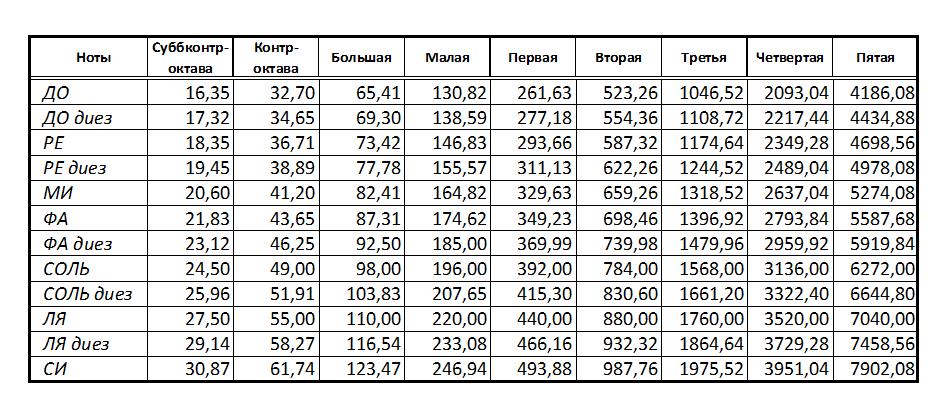 Ноты Суббконтр-октава Контр-октава Большая Малая Первая Вторая Третья Четвертая Пятая
ДО 16,35 32,70 65,41 130,82 261,63 523,26 1046,52 2093,04 4186,08
ДО диез 17,32 34,65 69,30 138,59 277,18 554,36 1108,72 2217,44 4434,88
РЕ 18,35 36,71 73,42 146,83 293,66 587,32 1174,64 2349,28 4698,56
РЕ диез 19,45 38,89 77,78 155,57 311,13 622,26 1244,52 2489,04 4978,08
МИ 20,60 41,20 82,41 164,82 329,63 659,26 1318,52 2637,04 5274,08
ФА 21,83 43,65 87,31 174,62 349,23 698,46 1396,92 2793,84 5587,68
ФА диез 23,12 46,25 92,50 185,00 369,99 739,98 1479,96 2959,92 5919,84
СОЛЬ 24,50 49,00 98,00 196,00 392,00 784,00 1568,00 3136,00 6272,00
СОЛЬ диез 25,96 51,91 103,83 207,65 415,30 830,60 1661,20 3322,40 6644,80
ЛЯ 27,50 55,00 110,00 220,00 440,00 880,00 1760,00 3520,00 7040,00
ЛЯ диез 29,14 58,27 116,54 233,08 466,16 932,32 1864,64 3729,28 7458,56
СИ 30,87 61,74 123,47 246,94 493,88 987,76 1975,52 3951,04 7902,08